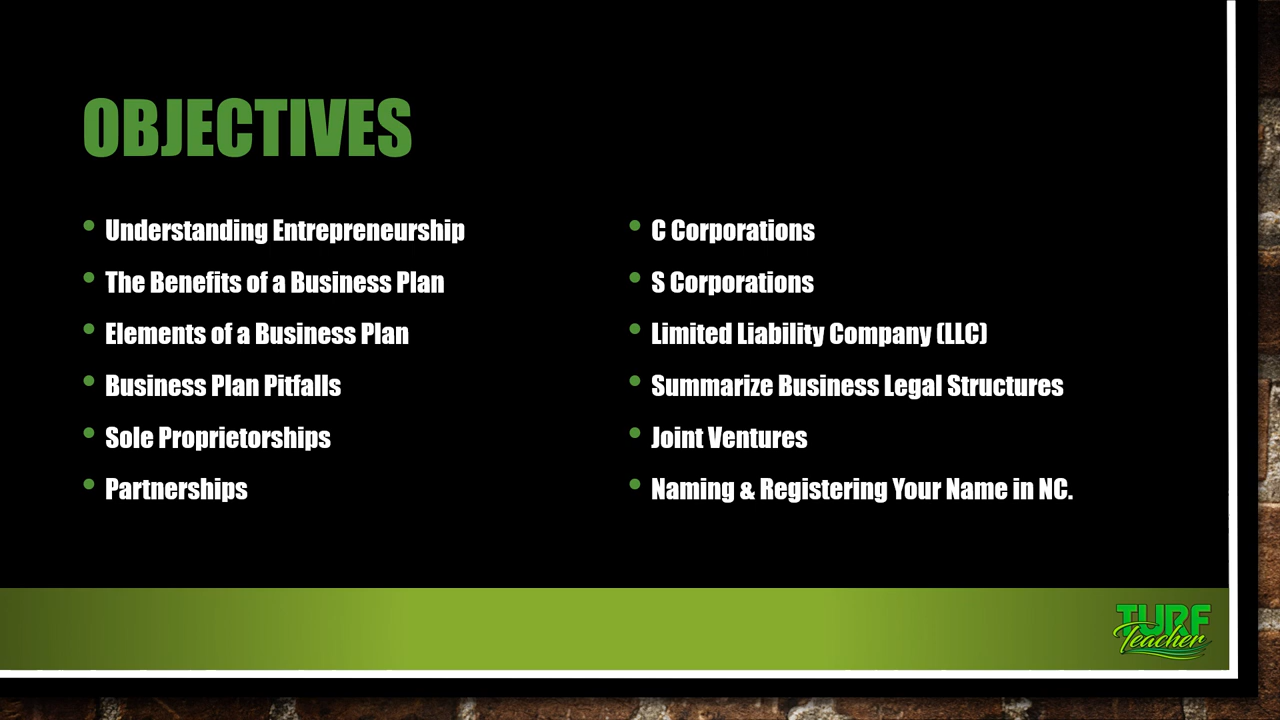 OBJECTIVES
• Understanding Entrepreneurship
• The Benefits of a Business Plan
• Elements of a Business Plan
• Business Plan Pitfalls
• Sole Proprietorships
• Partnerships
• C Corporations
• S Corporations
• Limited Liability Company (LLC)
• Summarize Business Legal Structures
• Joint Ventures
• Naming & Registering Your Name in NC.
TURF
Teacher